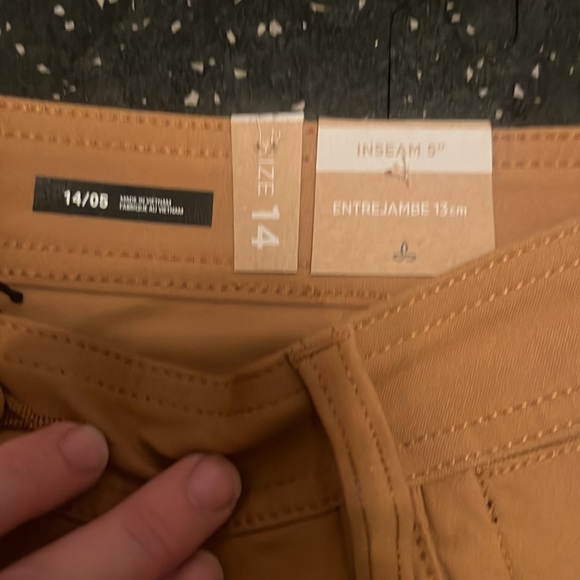 14/05
MADE IN VIETNAM
FABRIQUÉ AU VIETNAM
SIZE 14
INSEAM 5"
ENTREJAMBE 13cm